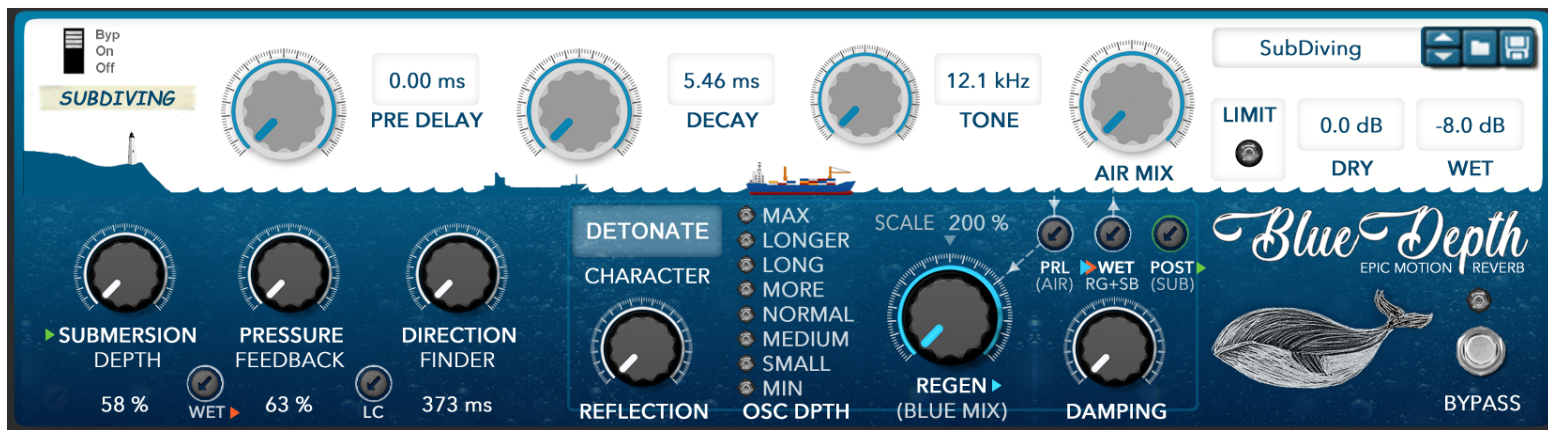 Byp
On
Off
SUBDIVING
0.00 ms
PRE DELAY
5.46 ms
DECAY
12.1 kHz
TONE
AIR MIX
SubDiving
LIMIT
0.0 dB
DRY
-8.0 dB
WET
SUBMERSION
DEPTH
58 %
WET
PRESSURE
FEEDBACK
63 %
LC
DIRECTION
FINDER
373 ms
DETONATE
CHARACTER
REFLECTION
MAX
LONGER
LONG
MORE
NORMAL
MEDIUM
SMALL
MIN
OSC DPTH
SCALE 200 %
REGEN
(BLUE MIX)
PRL
(AIR)
WET
RG+SB
POST
(SUB)
DAMPING
Blue Depth
EPIC MOTION REVERB
BYPASS